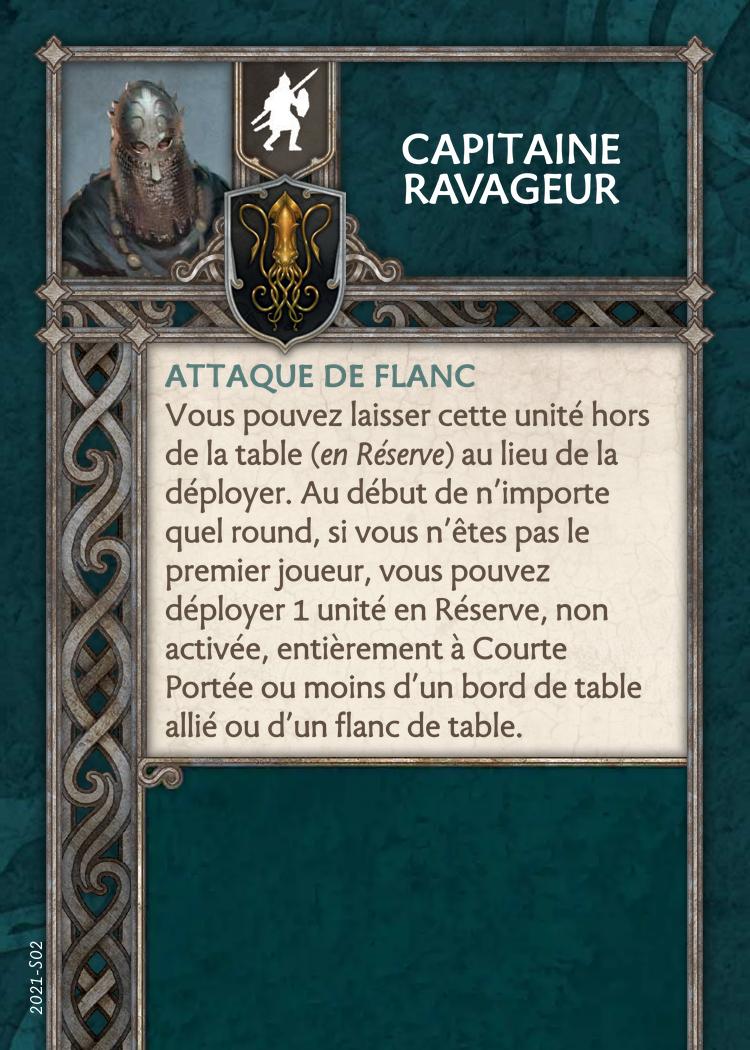 CAPITAINE
RAVAGEUR
ATTAQUE DE FLANC
Vous pouvez laisser cette unité hors
de la table (en Réserve) au lieu de la
déployer. Au début de n’importe
quel round, si vous n’êtes pas le
premier joueur, vous pouvez
déployer 1 unité en Réserve, non
activée, entièrement à Courte
Portée ou moins d’un bord de table
allié ou d’un flanc de table.
2021-S02